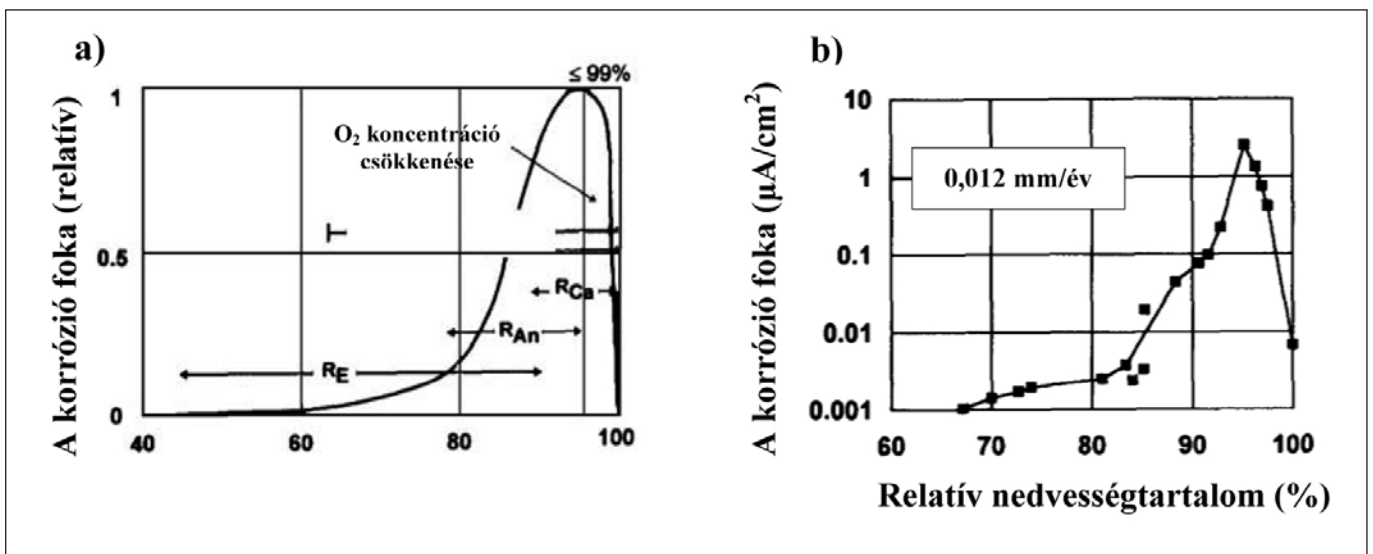 a)
A korrózió foka (relatív)
≤ 99%
1
0.5
0
O₂ koncentráció
csökkenése
T
R_Ca
R_An
R_E
40
60
80
100
b)
A korrózió foka (µA/cm²)
10
1
0.1
0.01
0.001
0,012 mm/év
60
70
80
90
100
Relatív nedvességtartalom (%)